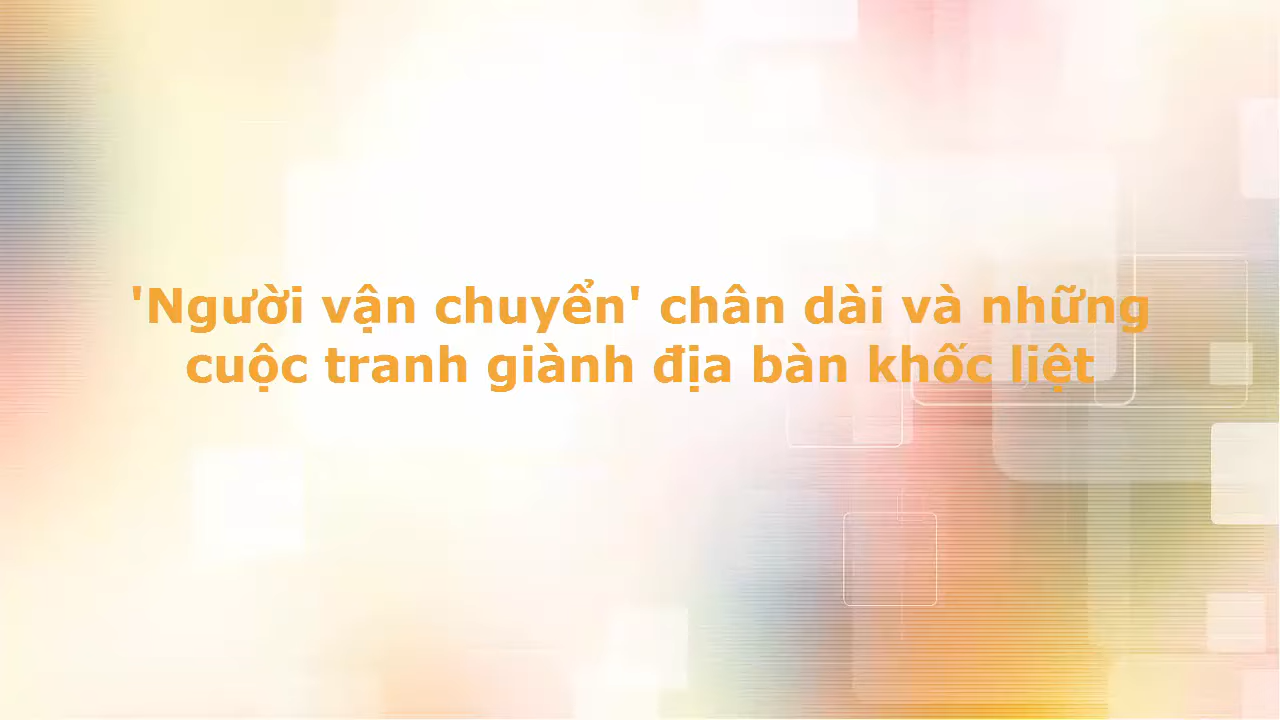 'Người vận chuyển' chân dài và những
cuộc tranh giành địa bàn khốc liệt